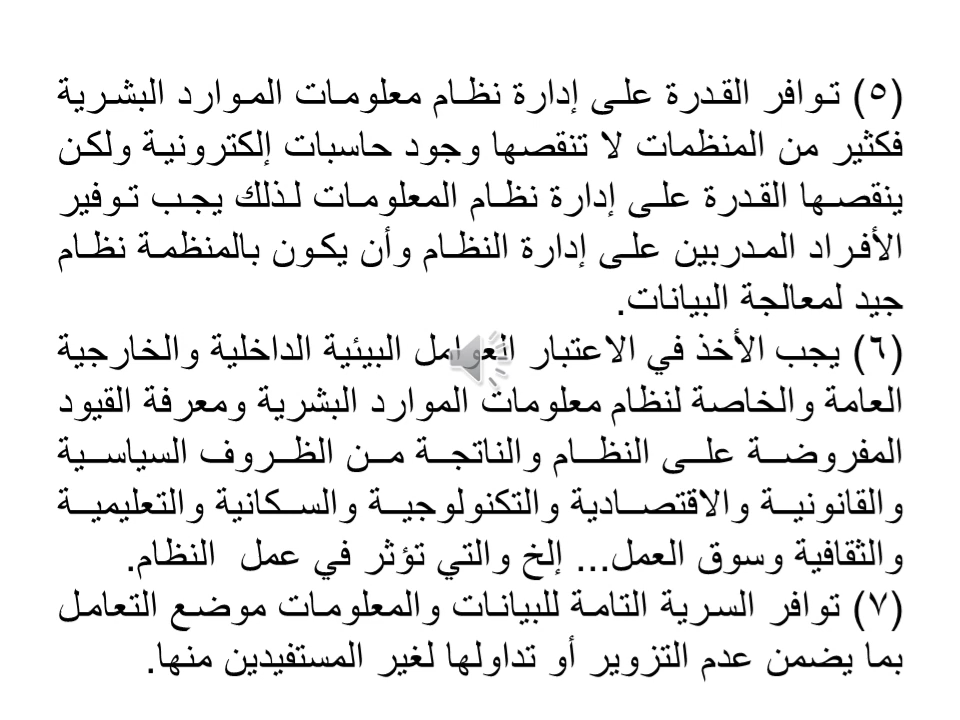 (٥) توافر القدرة على إدارة نظام معلومات الموارد البشرية
فكثير من المنظمات لا تنقصها وجود حاسبات إلكترونية ولكن
ينقصها القدرة على إدارة نظام المعلومات لذلك يجب توفير
الأفراد المدربين على إدارة النظام وأن يكون بالمنظمة نظام
جيد لمعالجة البيانات.
(٦) يجب الأخذ في الاعتبار العوامل البيئية الداخلية والخارجية
العامة والخاصة لنظام معلومات الموارد البشرية ومعرفة القيود
المفروضة على النظام والناتجة من الظروف السياسية
والقانونية والاقتصادية والتكنولوجية والسكانية والتعليمية
والثقافية وسوق العمل... إلخ والتي تؤثر في عمل النظام.
(٧) توافر السرية التامة للبيانات والمعلومات موضع التعامل
بما يضمن عدم التزوير أو تداولها لغير المستفيدين منها.